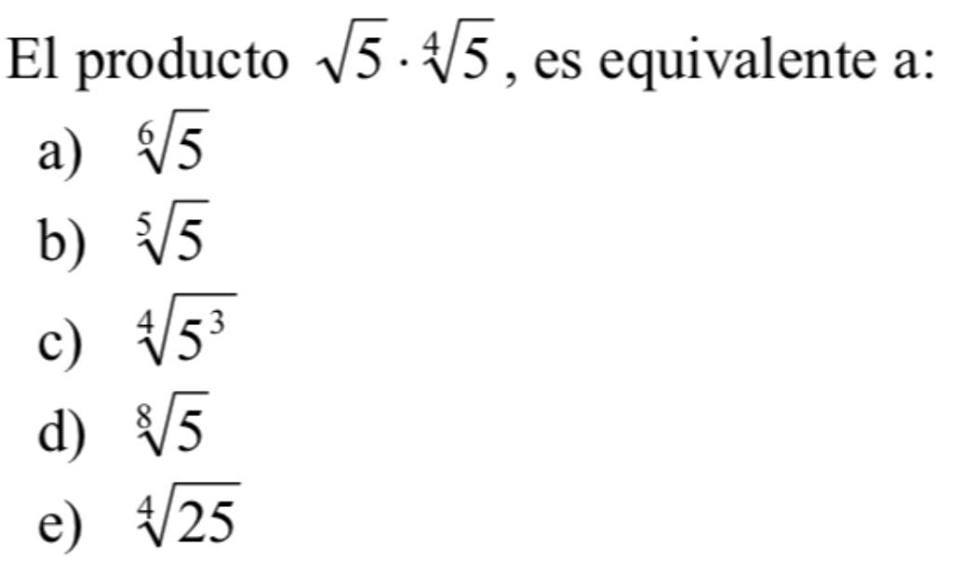 El producto √5 · ⁴√5 , es equivalente a:
a) ⁶√5
b) ⁵√5
c) ⁴√5³
d) ⁸√5
e) ⁴√25